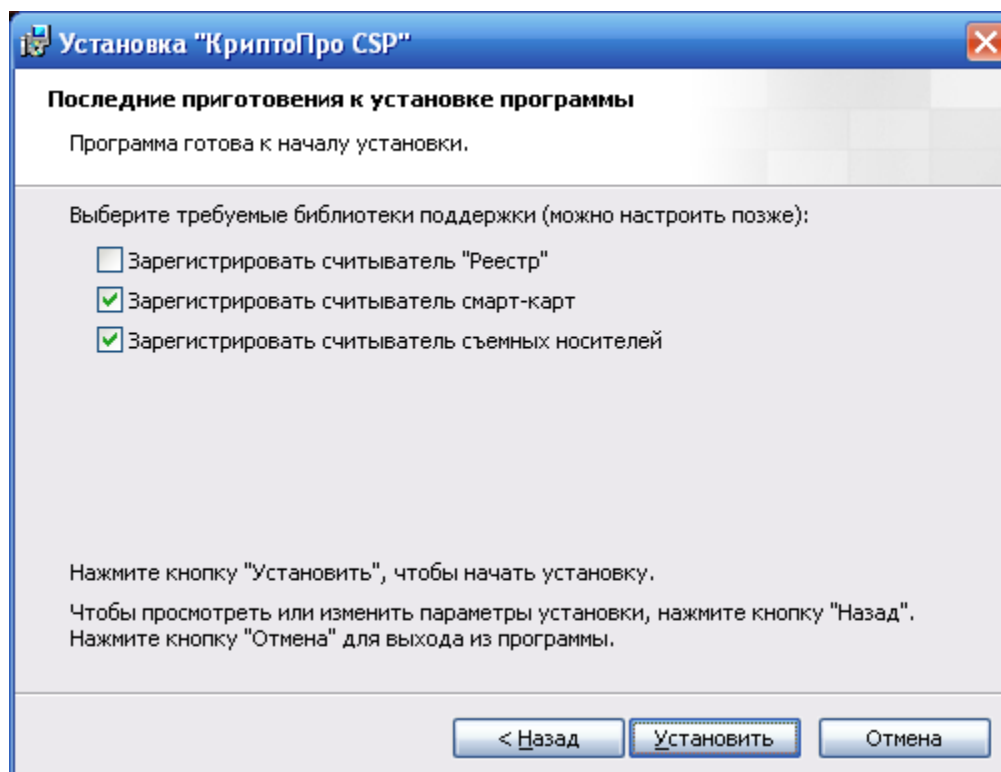 Установка "КриптоПро CSP"
Последние приготовения к установке программы
Программа готова к началу установки.
Выберите требуемые библиотеки поддержки (можно настроить позже):
Зарегистрировать считыватель "Реестр"
Зарегистрировать считыватель смарт-карт
Зарегистрировать считыватель съемных носителей
Нажмите кнопку "Установить", чтобы начать установку.
Чтобы просмотреть или изменить параметры установки, нажмите кнопку "Назад".
Нажмите кнопку "Отмена" для выхода из программы.
< Назад Установить Отмена